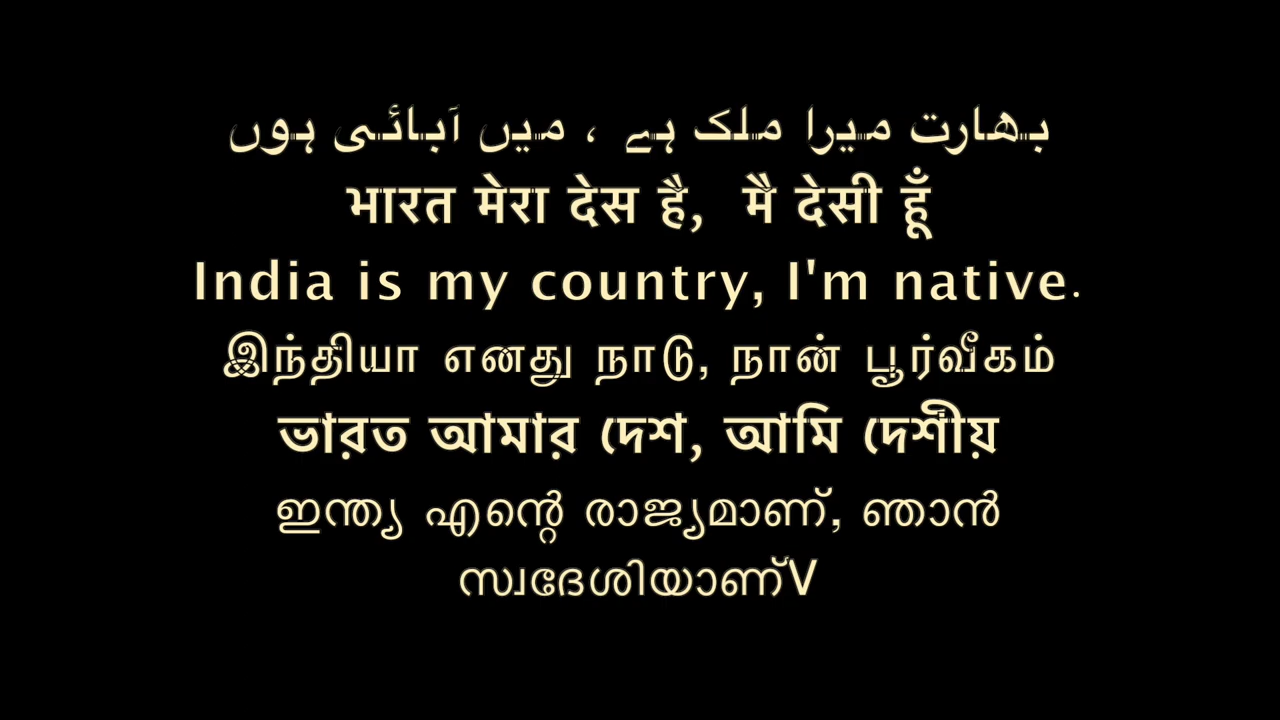 بھارت میرا ملک ہے ، میں آبائی ہوں
भारत मेरा देस है, मै देसी हूँ
India is my country, I'm native.
இந்தியா எனது நாடு, நான் பூர்வீகம்
ভারত আমার দেশ, আমি দেশীয়
ഇന്ത്യ എന്റെ രാജ്യമാണ്, ഞാൻ
സ്വദേശിയാണ്V